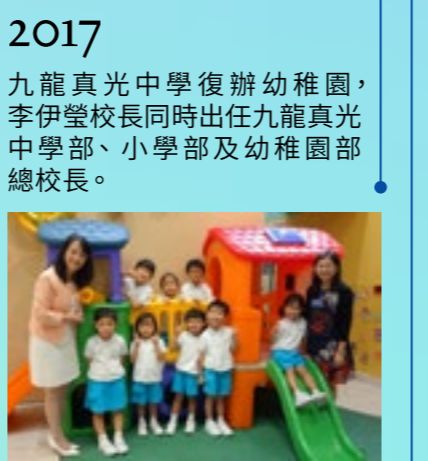 2017
九龍真光中學復辦幼稚園，
李伊瑩校長同時出任九龍真光
中學部、小學部及幼稚園部
總校長。